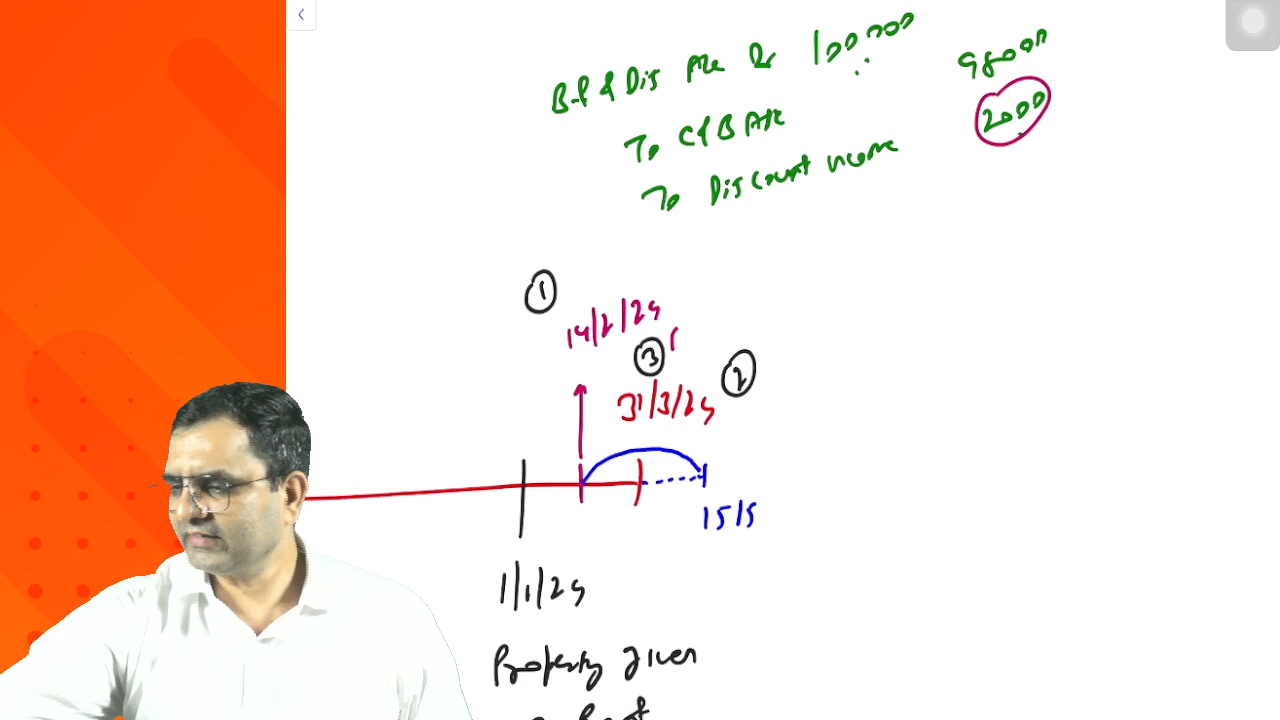 B.P & Dis A/c Dr 100000
To C&B A/c 98000
To Discount income 2000
①
14/2/25
③
②
31/3/25
15/5
1/1/25
Property given
Rent